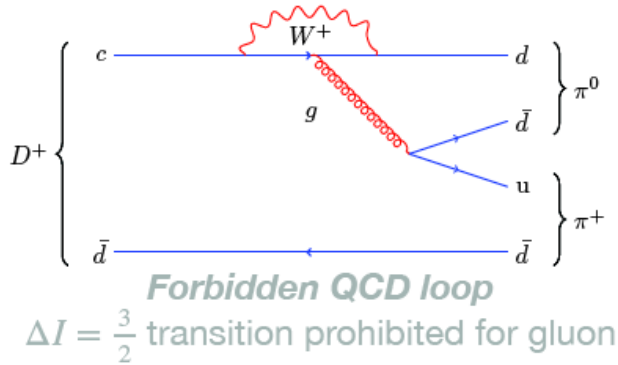 W⁺
c
d
π⁰
g
d̄
D⁺
u
π⁺
d̄
d̄
Forbidden QCD loop
ΔI = 3/2 transition prohibited for gluon